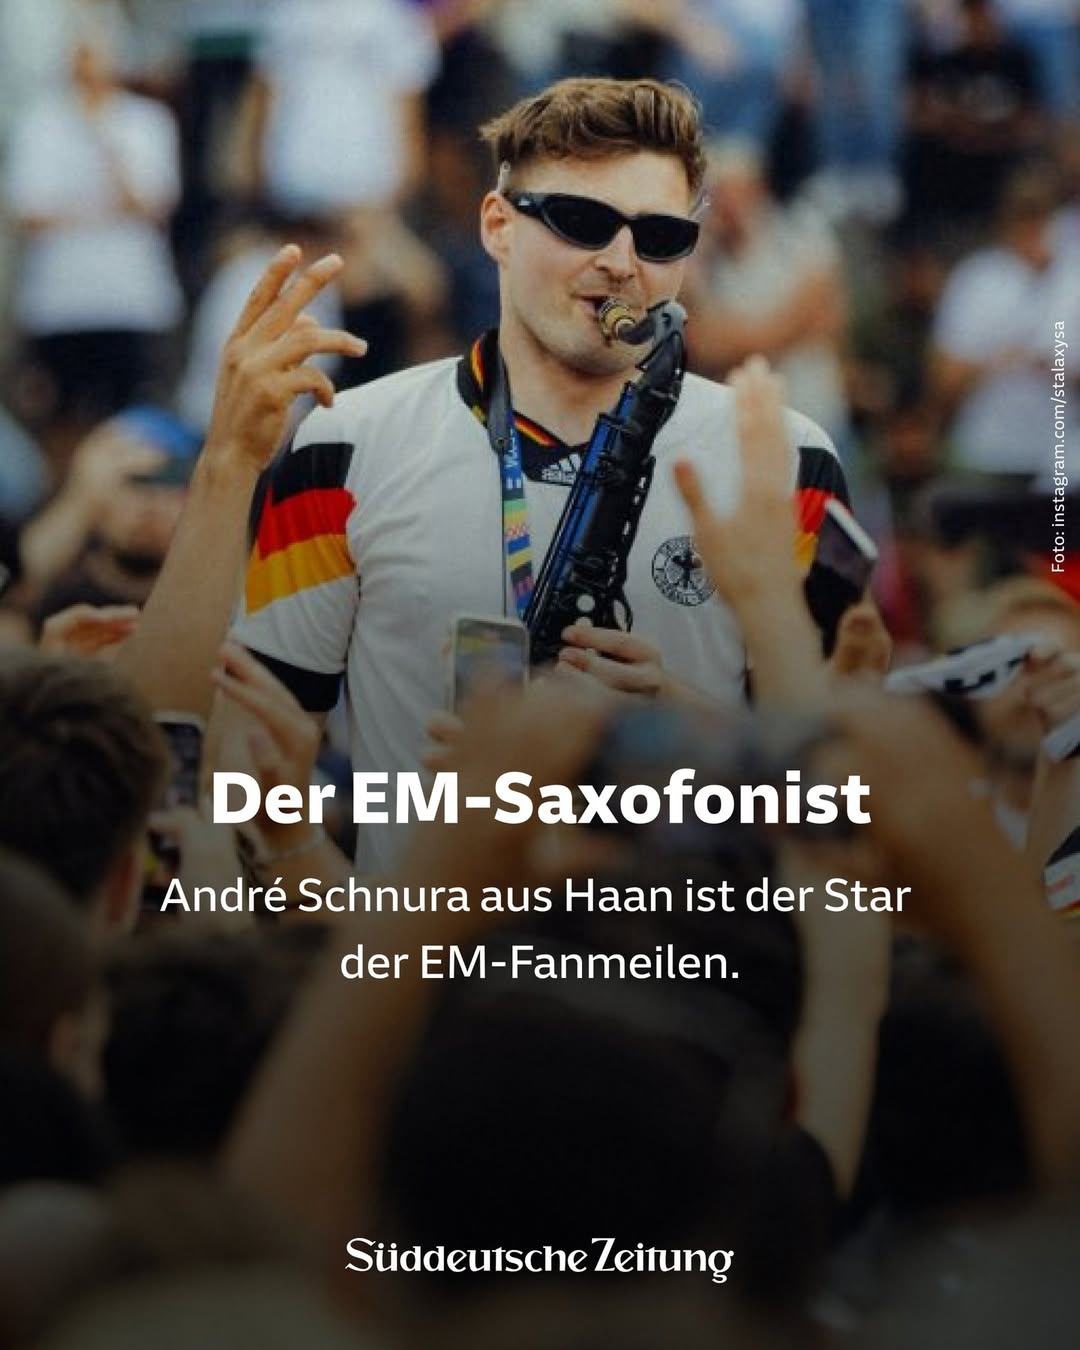 Foto: instagram.com/stalaxysa
Der EM-Saxofonist
André Schnura aus Haan ist der Star
der EM-Fanmeilen.
Süddeutsche Zeitung